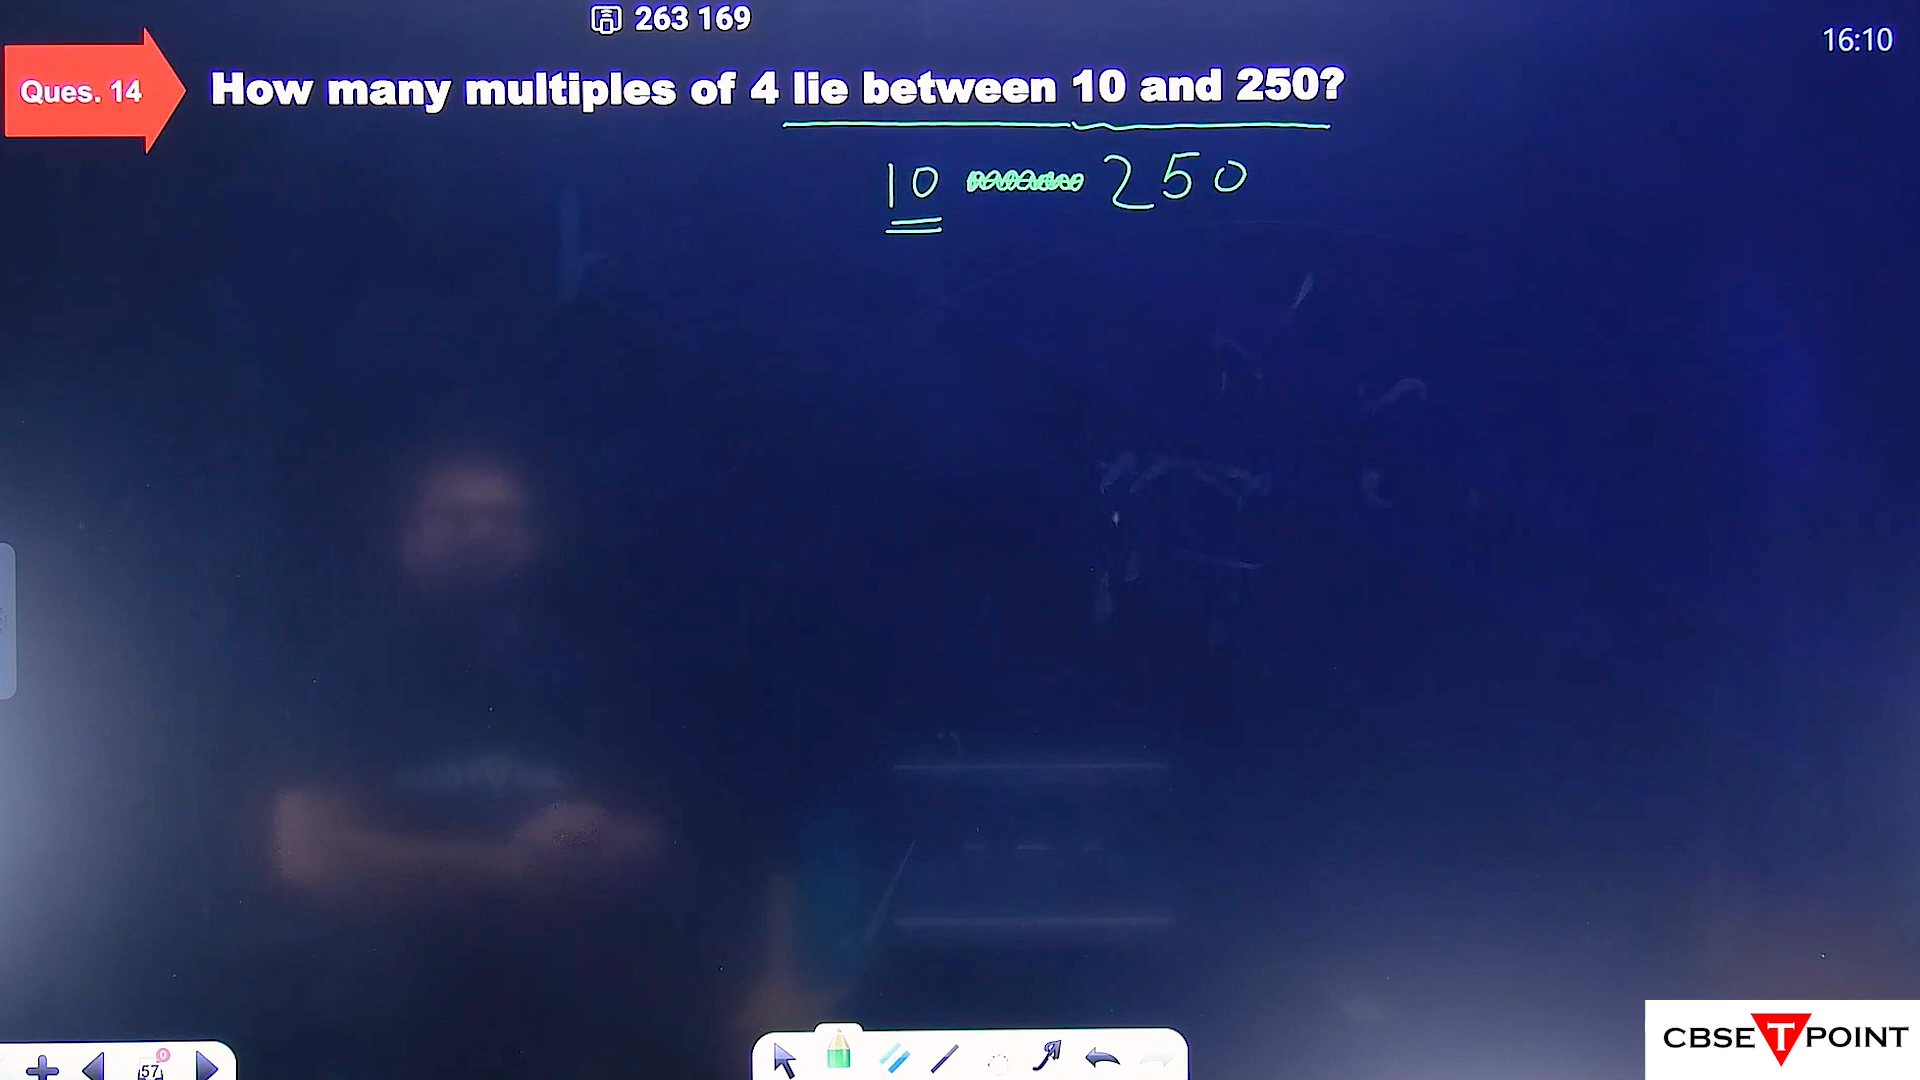 263 169
16:10
Ques. 14
How many multiples of 4 lie between 10 and 250?
10 250
57
0
CBSE T POINT